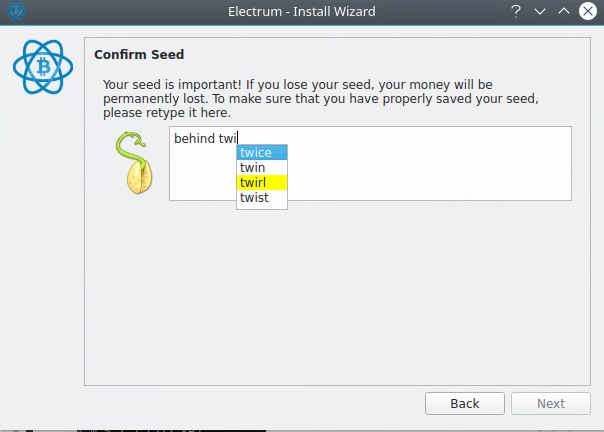 Electrum - Install Wizard
Confirm Seed
Your seed is important! If you lose your seed, your money will be
permanently lost. To make sure that you have properly saved your seed,
please retype it here.
behind twi
twice
twin
twirl
twist
Back
Next